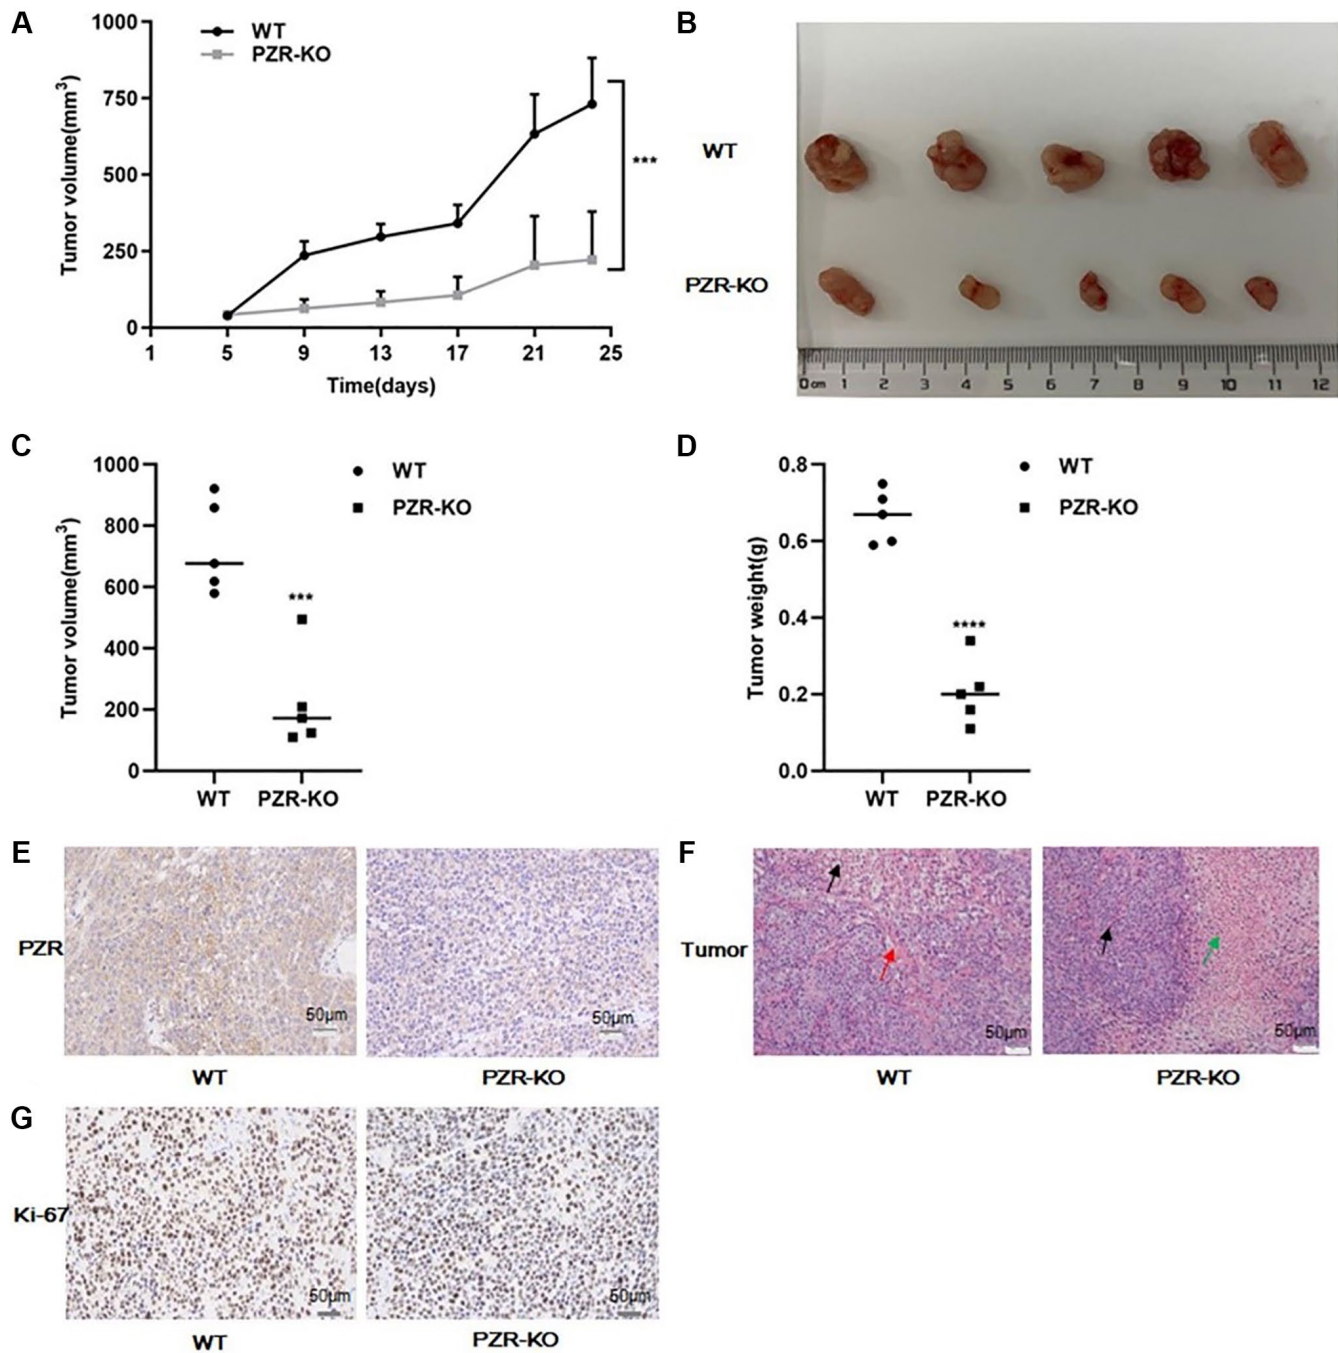 A
1000
750
500
250
0
Tumor volume(mm3)
WT
PZR-KO
***
1 5 9 13 17 21 25
Time(days)
B
WT
PZR-KO
0 cm 1 2 3 4 5 6 7 8 9 10 11 12
C
1000
800
600
400
200
0
Tumor volume(mm3)
WT
PZR-KO
***
WT PZR-KO
D
0.8
0.6
0.4
0.2
0.0
Tumor weight(g)
WT
PZR-KO
****
WT PZR-KO
E
PZR
50μm
50μm
WT PZR-KO
F
Tumor
50μm
50μm
WT PZR-KO
G
Ki-67
50μm
50μm
WT PZR-KO